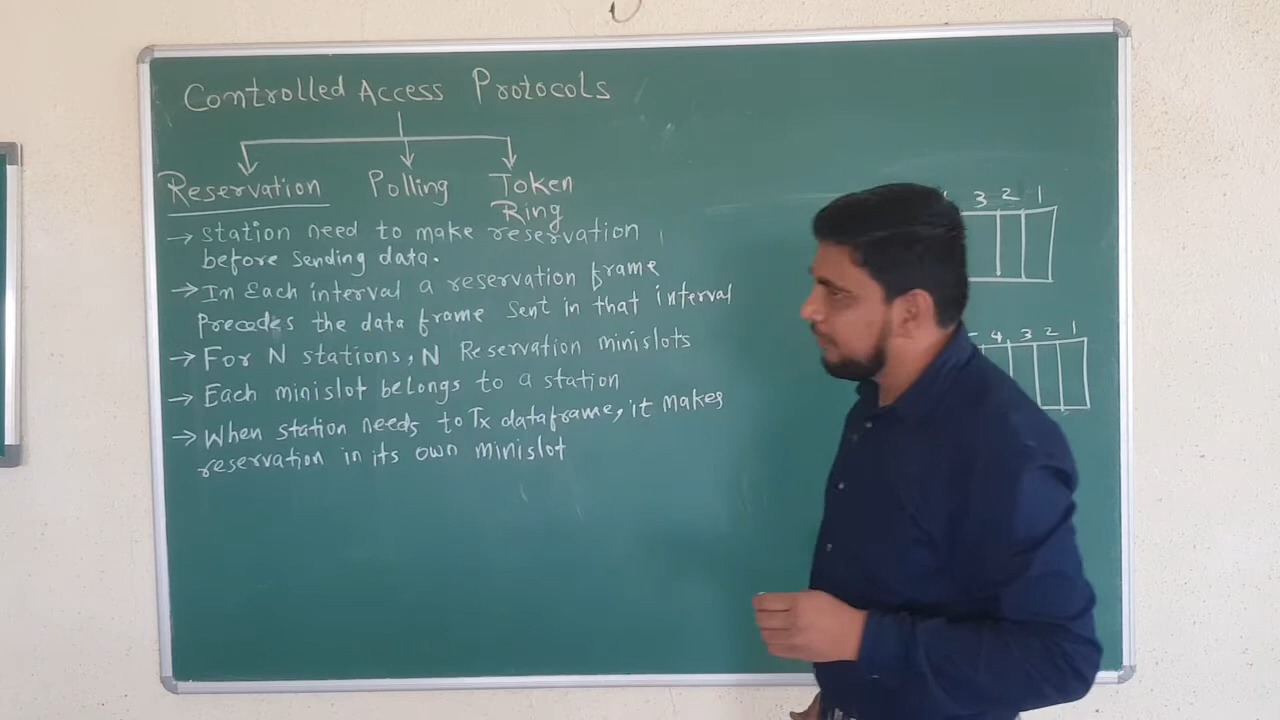 Controlled Access Protocols
Reservation Polling Token
Ring
→ Station need to make reservation
before sending data.
→ In Each interval a reservation frame
Precedes the data frame sent in that interval
→ For N stations, N Reservation minislots
→ Each minislot belongs to a station
→ When station needs to Tx dataframe, it makes
reservation in its own minislot
3 2 1
4 3 2 1